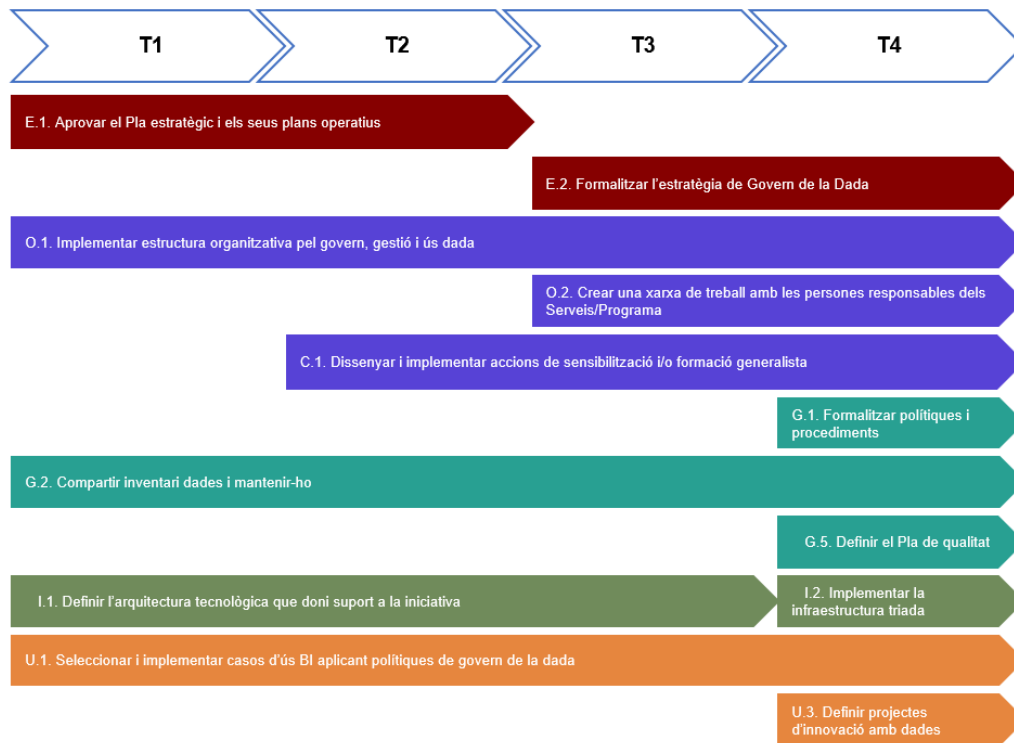 T1 T2 T3 T4
E.1. Aprovar el Pla estratègic i els seus plans operatius
E.2. Formalitzar l'estratègia de Govern de la Dada
O.1. Implementar estructura organitzativa pel govern, gestió i ús dada
O.2. Crear una xarxa de treball amb les persones responsables dels
Serveis/Programa
C.1. Dissenyar i implementar accions de sensibilització i/o formació generalista
G.1. Formalitzar polítiques i
procediments
G.2. Compartir inventari dades i mantenir-ho
G.5. Definir el Pla de qualitat
I.1. Definir l'arquitectura tecnològica que doni suport a la iniciativa
I.2. Implementar la
infraestructura triada
U.1. Seleccionar i implementar casos d'ús BI aplicant polítiques de govern de la dada
U.3. Definir projectes
d'innovació amb dades